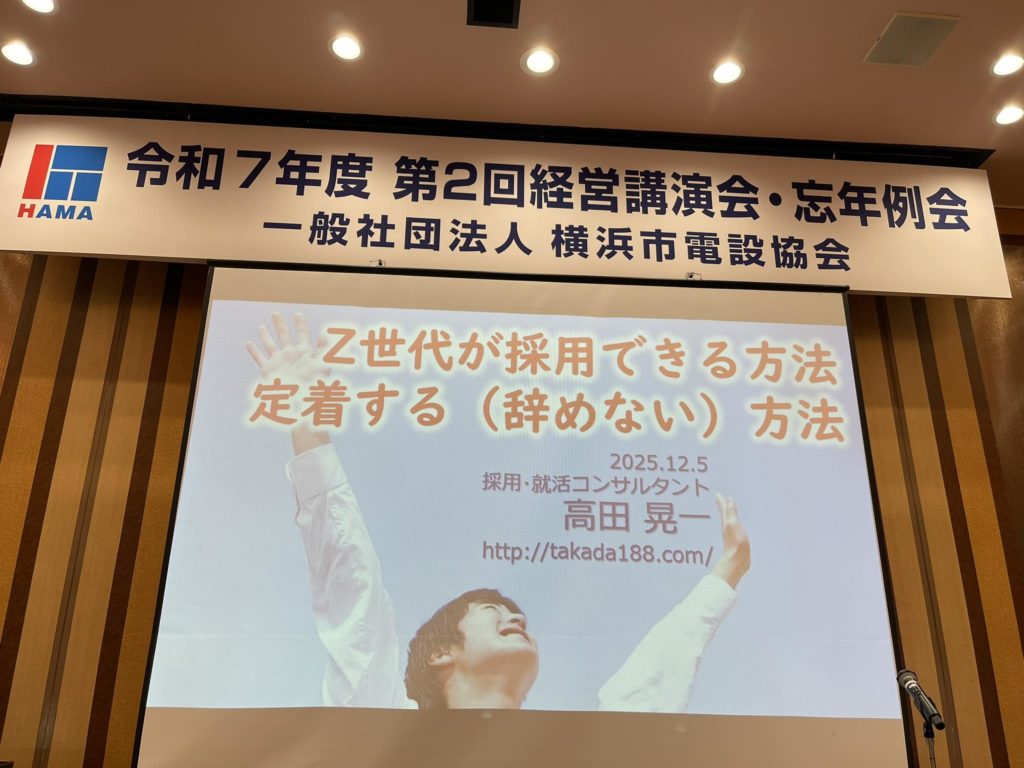 HAMA
令和7年度 第2回経営講演会・忘年例会
一般社団法人 横浜市電設協会
Z世代が採用できる方法
定着する（辞めない）方法
2025.12.5
採用・就活コンサルタント
高田 晃一
http://takada188.com/